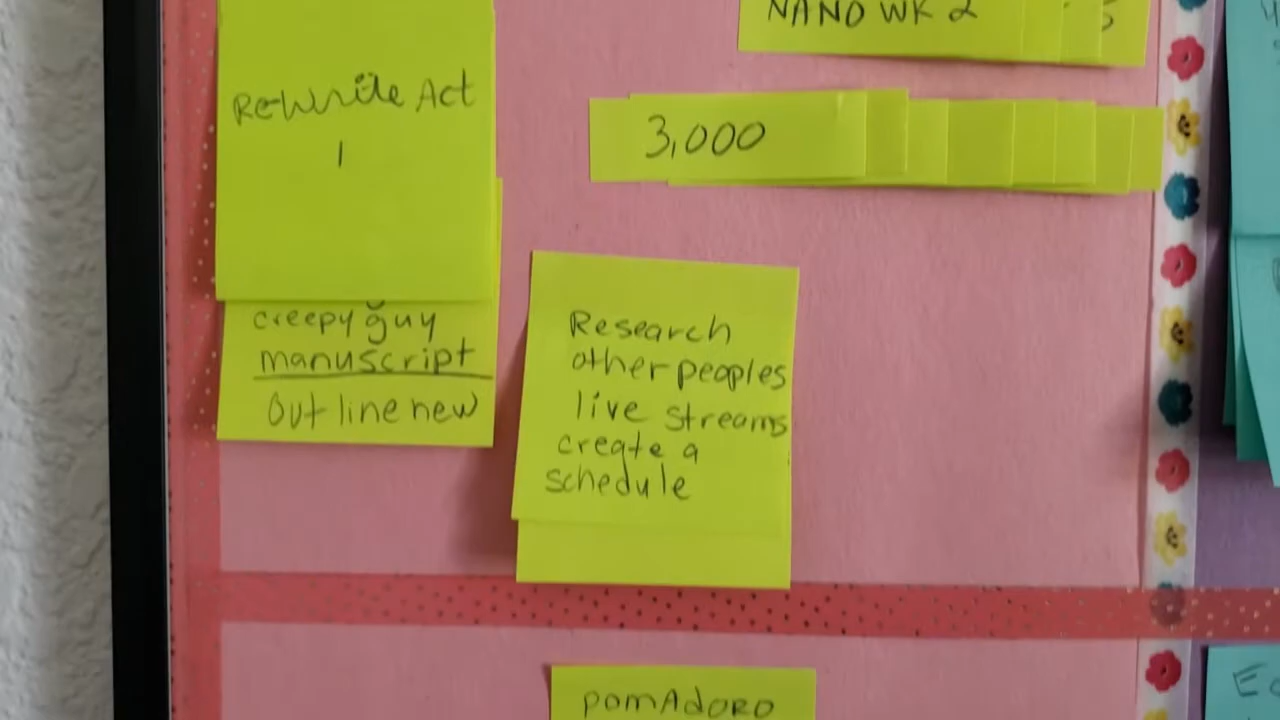 NANO WK 2
5
Rewrite Act
1
3,000
creepy guy
manuscript
Out line new
Research
other peoples
live streams
create a
schedule
pomAdoRO